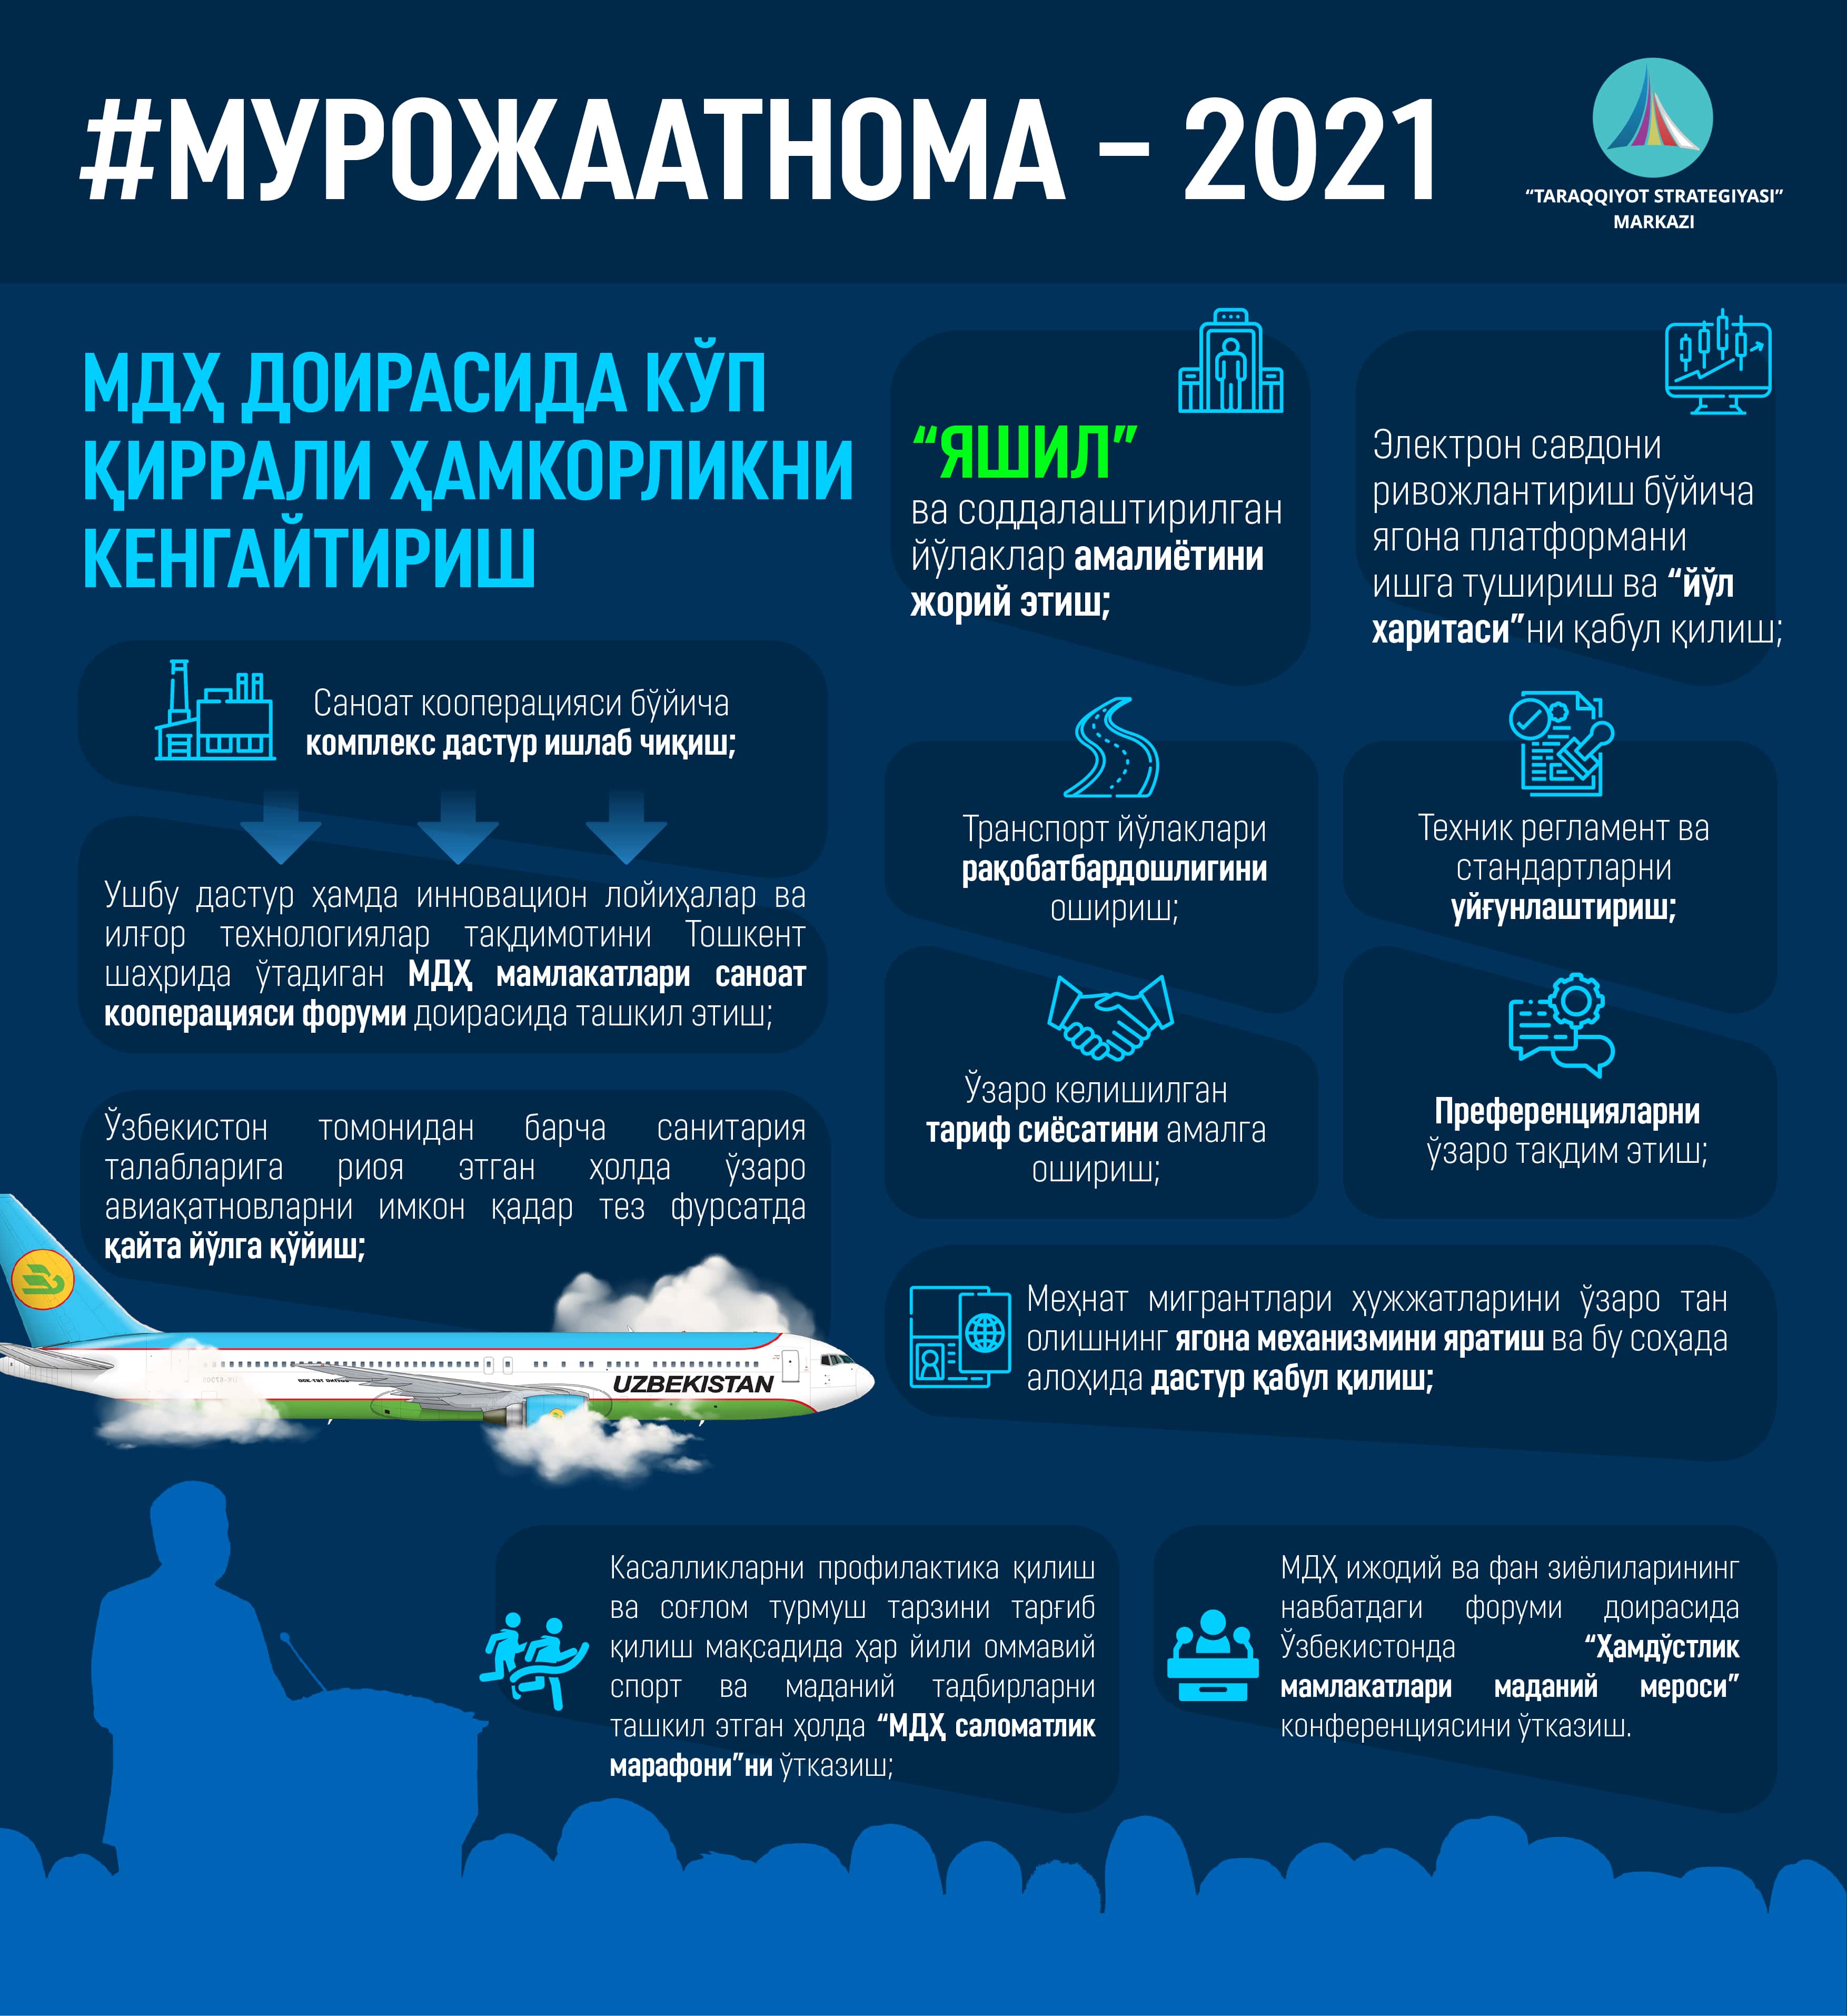 #МУРОЖААТНОМА – 2021
“TARAQQIYOT STRATEGIYASI”
MARKAZI
МДҲ ДОИРАСИДА КЎП
ҚИРРАЛИ ҲАМКОРЛИКНИ
КЕНГАЙТИРИШ
Саноат кооперацияси бўйича
комплекс дастур ишлаб чиқиш;
Ушбу дастур ҳамда инновацион лойиҳалар ва
илғор технологиялар тақдимотини Тошкент
шаҳрида ўтадиган МДҲ мамлакатлари саноат
кооперацияси форуми доирасида ташкил этиш;
Ўзбекистон томонидан барча санитария
талабларига риоя этган ҳолда ўзаро
авиақатновларни имкон қадар тез фурсатда
қайта йўлга қўйиш;
UZBEKISTAN
“ЯШИЛ”
ва соддалаштирилган
йўлаклар амалиётини
жорий этиш;
Электрон савдони
ривожлантириш бўйича
ягона платформани
ишга тушириш ва “йўл
харитаси”ни қабул қилиш;
Транспорт йўлаклари
рақобатбардошлигини
ошириш;
Техник регламент ва
стандартларни
уйғунлаштириш;
Ўзаро келишилган
тариф сиёсатини амалга
ошириш;
Преференцияларни
ўзаро тақдим этиш;
Меҳнат мигрантлари ҳужжатларини ўзаро тан
олишнинг ягона механизмини яратиш ва бу соҳада
алоҳида дастур қабул қилиш;
Касалликларни профилактика қилиш
ва соғлом турмуш тарзини тарғиб
қилиш мақсадида ҳар йили оммавий
спорт ва маданий тадбирларни
ташкил этган ҳолда “МДҲ саломатлик
марафони”ни ўтказиш;
МДҲ ижодий ва фан зиёлиларининг
навбатдаги форуми доирасида
Ўзбекистонда “Ҳамдўстлик
мамлакатлари маданий мероси”
конференциясини ўтказиш.